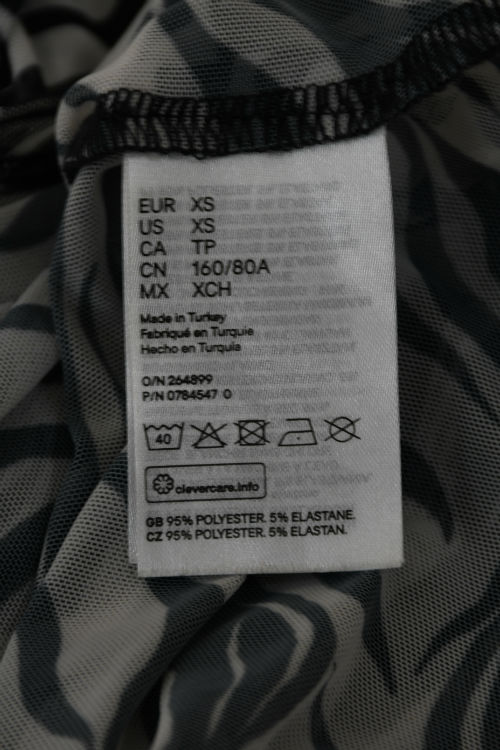 EUR XS
US XS
CA TP
CN 160/80A
MX XCH
Made in Turkey
Fabriqué en Turquie
Hecho en Turquía
O/N 264899
P/N 0784547 0
40
clevercare.info
GB 95% POLYESTER. 5% ELASTANE.
CZ 95% POLYESTER. 5% ELASTAN.